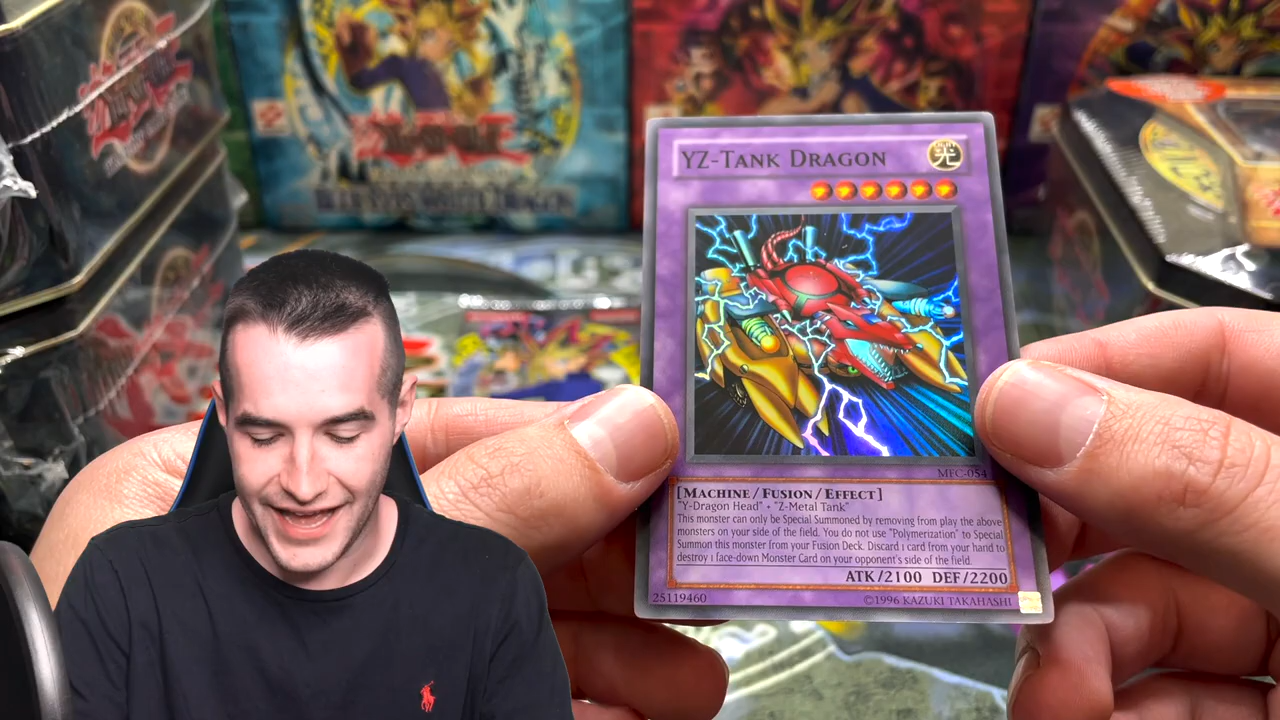 YZ-TANK DRAGON
LIGHT
光
MFC-054
[MACHINE/FUSION/EFFECT]
"Y-Dragon Head" + "Z-Metal Tank"
This monster can only be Special Summoned by removing from play the above
monsters on your side of the field. You do not use "Polymerization" to Special
Summon this monster from your Fusion Deck. Discard 1 card from your hand to
destroy 1 face-down Monster Card on your opponent's side of the field.
ATK/2100 DEF/2200
25119460
©1996 KAZUKI TAKAHASHI